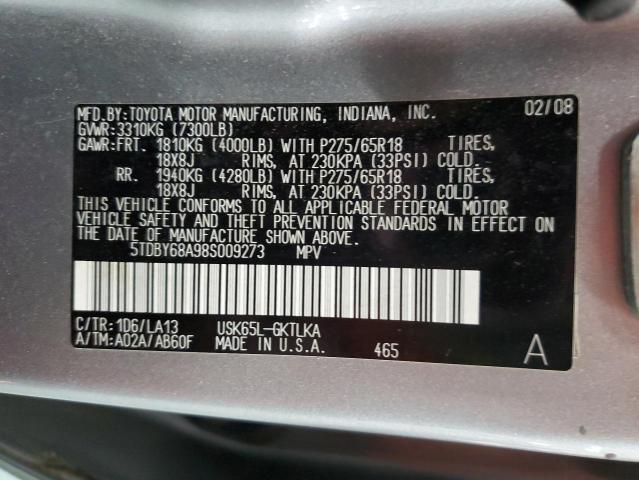 MFD.BY:TOYOTA MOTOR MANUFACTURING, INDIANA, INC. 02/08
GVWR:3310KG (7300LB)
GAWR:FRT. 1810KG (4000LB) WITH P275/65R18 TIRES,
18X8J RIMS, AT 230KPA (33PSI) COLD.
RR. 1940KG (4280LB) WITH P275/65R18 TIRES,
18X8J RIMS, AT 230KPA (33PSI) COLD.
THIS VEHICLE CONFORMS TO ALL APPLICABLE FEDERAL MOTOR
VEHICLE SAFETY AND THEFT PREVENTION STANDARDS IN EFFECT ON
THE DATE OF MANUFACTURE SHOWN ABOVE.
5TDBY68A98S009273 MPV
C/TR:1D6/LA13 USK65L-GKTLKA
A/TM:A02A/AB60F MADE IN U.S.A. 465 A